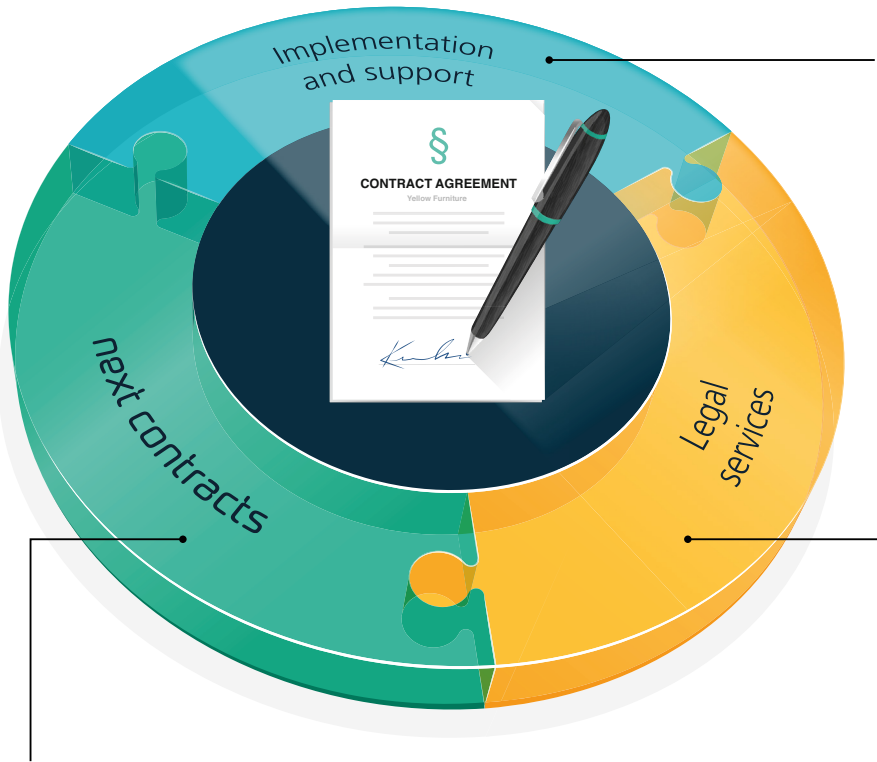 Implementation
and support
§
CONTRACT AGREEMENT
Yellow Furniture
next contracts
Legal
services